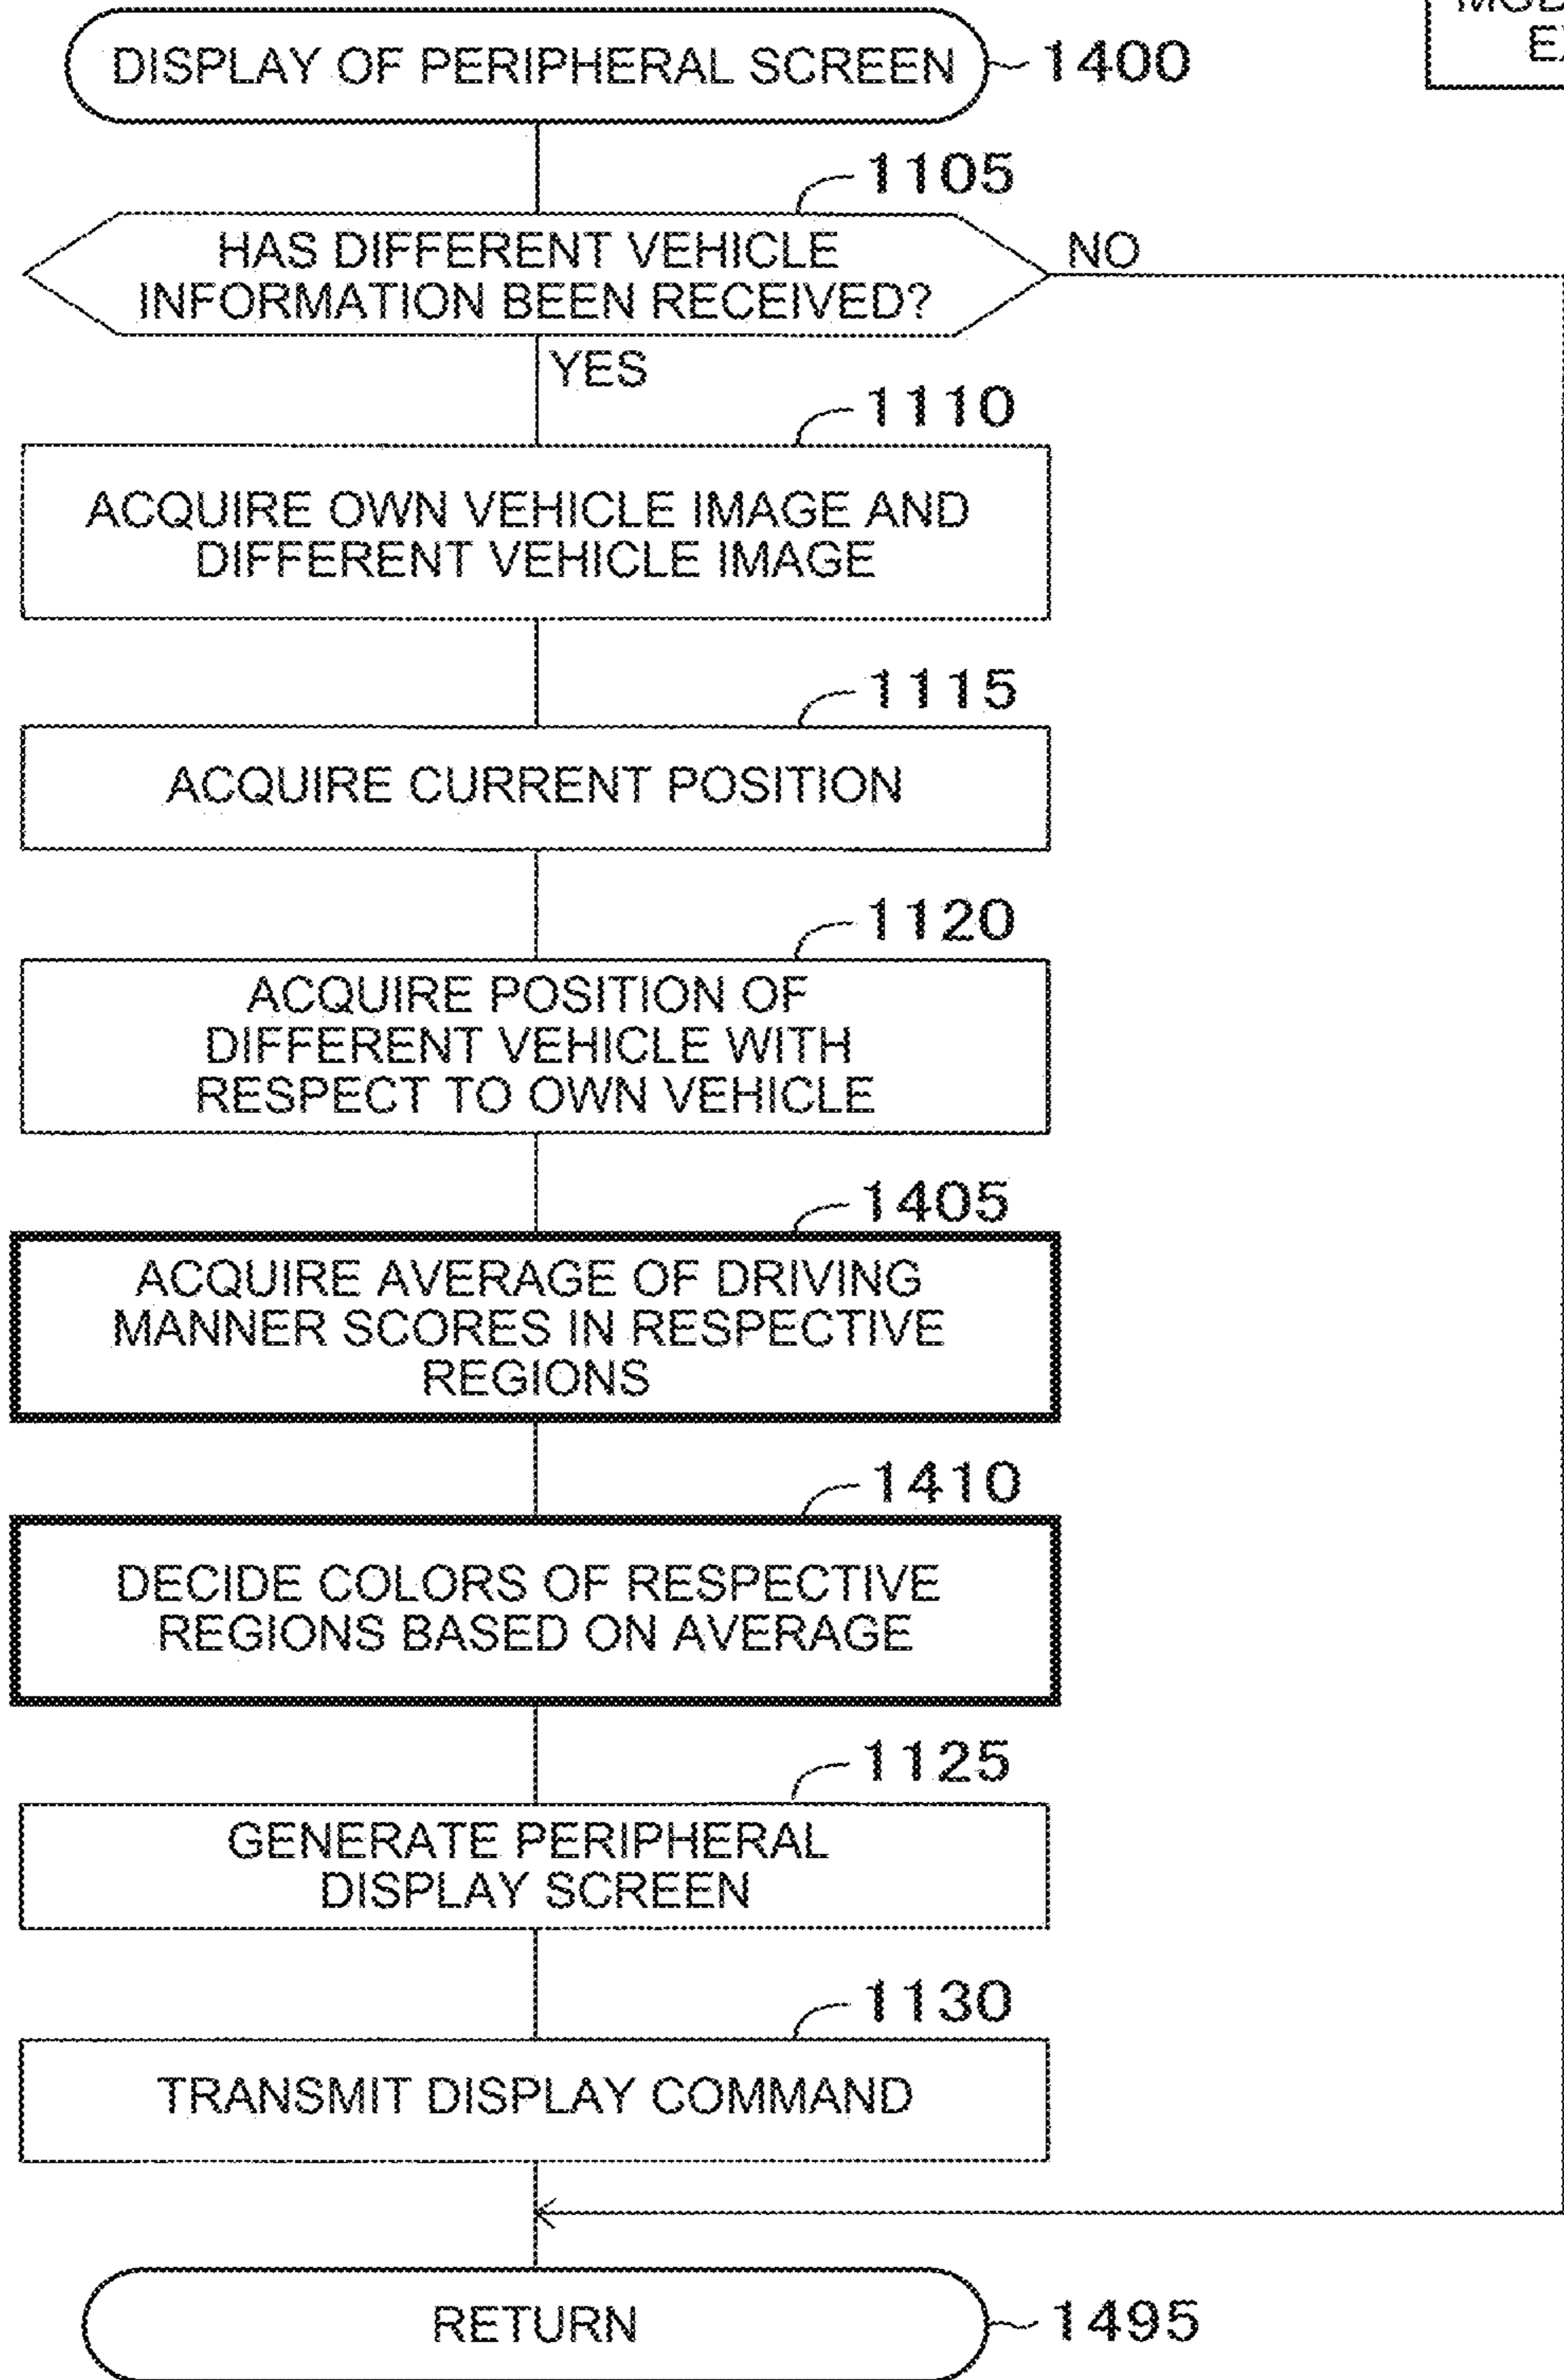 DISPLAY OF PERIPHERAL SCREEN
1400
1105
HAS DIFFERENT VEHICLE
INFORMATION BEEN RECEIVED?
NO
YES
1110
ACQUIRE OWN VEHICLE IMAGE AND
DIFFERENT VEHICLE IMAGE
1115
ACQUIRE CURRENT POSITION
1120
ACQUIRE POSITION OF
DIFFERENT VEHICLE WITH
RESPECT TO OWN VEHICLE
1405
ACQUIRE AVERAGE OF DRIVING
MANNER SCORES IN RESPECTIVE
REGIONS
1410
DECIDE COLORS OF RESPECTIVE
REGIONS BASED ON AVERAGE
1125
GENERATE PERIPHERAL
DISPLAY SCREEN
1130
TRANSMIT DISPLAY COMMAND
RETURN
1495